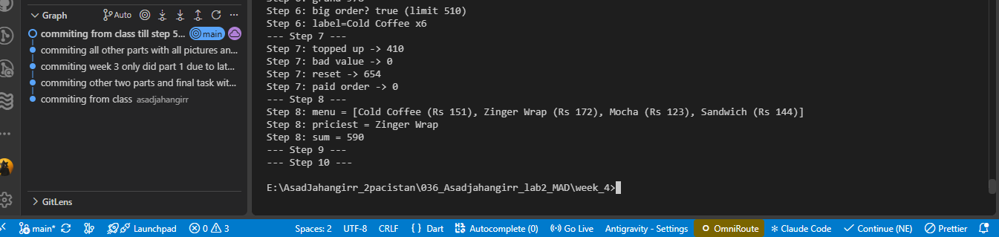 Graph
Auto
commiting from class till step 5...
main
commiting all other parts with all pictures an...
commiting week 3 only did part 1 due to lat...
commiting other two parts and final task wit...
commiting from class asadjahangirr
GitLens
Step 6: big order? true (limit 510)
Step 6: label=Cold Coffee x6
--- Step 7 ---
Step 7: topped up -> 410
Step 7: bad value -> 0
Step 7: reset -> 654
Step 7: paid order -> 0
--- Step 8 ---
Step 8: menu = [Cold Coffee (Rs 151), Zinger Wrap (Rs 172), Mocha (Rs 123), Sandwich (Rs 144)]
Step 8: priciest = Zinger Wrap
Step 8: sum = 590
--- Step 9 ---
--- Step 10 ---
E:\AsadJahangirr_2pacistan\036_Asadjahangirr_lab2_MAD\week_4>
main* Launchpad 0 3 Spaces: 2 UTF-8 CRLF { } Dart Autocomplete (0) Go Live Antigravity - Settings OmniRoute Claude Code Continue (NE) Prettier